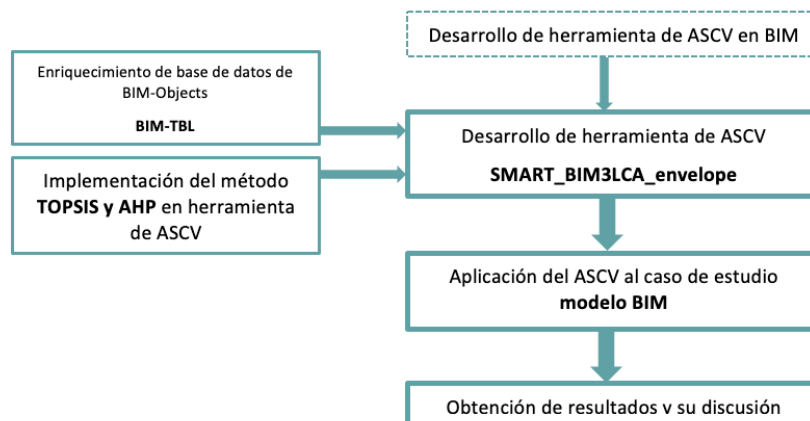 Desarrollo de herramienta de ASCV en BIM
Enriquecimiento de base de datos de
BIM-Objects
BIM-TBL
Desarrollo de herramienta de ASCV
SMART_BIM3LCA_envelope
Implementación del método
TOPSIS y AHP en herramienta
de ASCV
Aplicación del ASCV al caso de estudio
modelo BIM
Obtención de resultados y su discusión